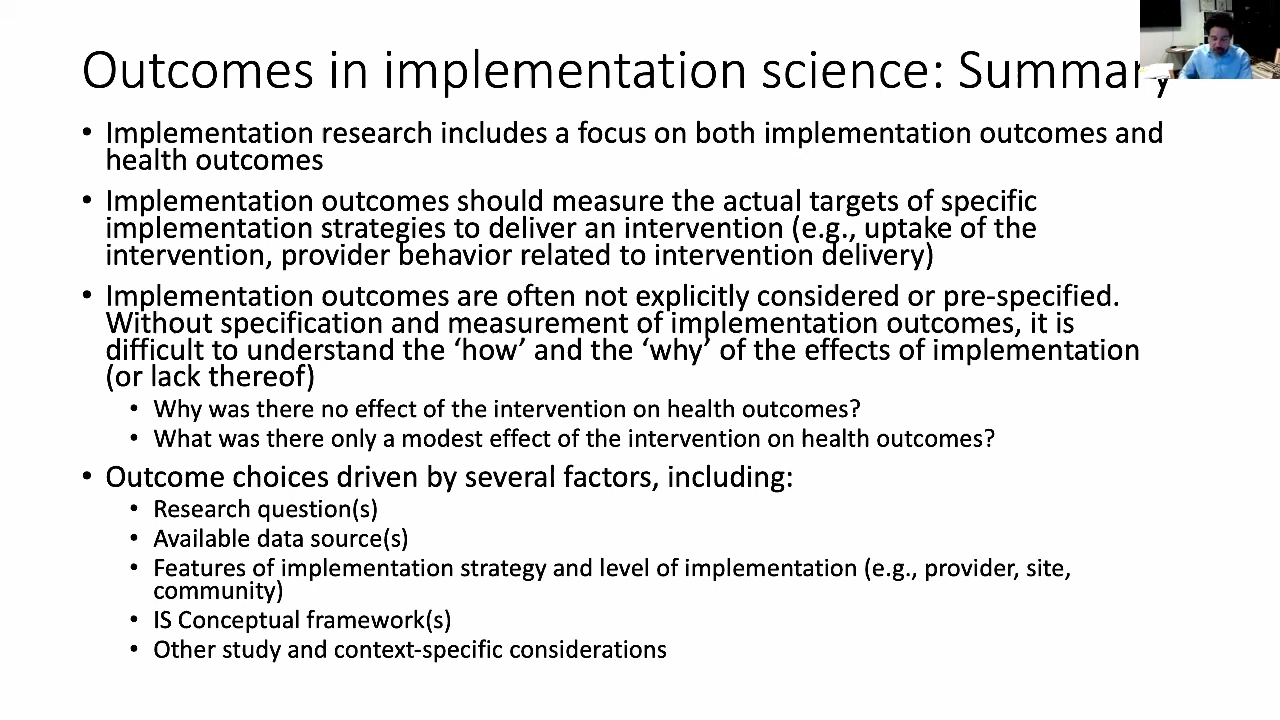 Outcomes in implementation science: Summary
• Implementation research includes a focus on both implementation outcomes and
health outcomes
• Implementation outcomes should measure the actual targets of specific
implementation strategies to deliver an intervention (e.g., uptake of the
intervention, provider behavior related to intervention delivery)
• Implementation outcomes are often not explicitly considered or pre-specified.
Without specification and measurement of implementation outcomes, it is
difficult to understand the ‘how’ and the ‘why’ of the effects of implementation
(or lack thereof)
• Why was there no effect of the intervention on health outcomes?
• What was there only a modest effect of the intervention on health outcomes?
• Outcome choices driven by several factors, including:
• Research question(s)
• Available data source(s)
• Features of implementation strategy and level of implementation (e.g., provider, site,
community)
• IS Conceptual framework(s)
• Other study and context-specific considerations